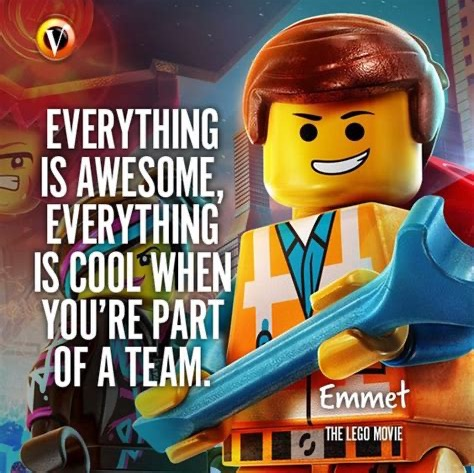 V
EVERYTHING
IS AWESOME,
EVERYTHING
IS COOL WHEN
YOU'RE PART
OF A TEAM.
Emmet
THE LEGO MOVIE